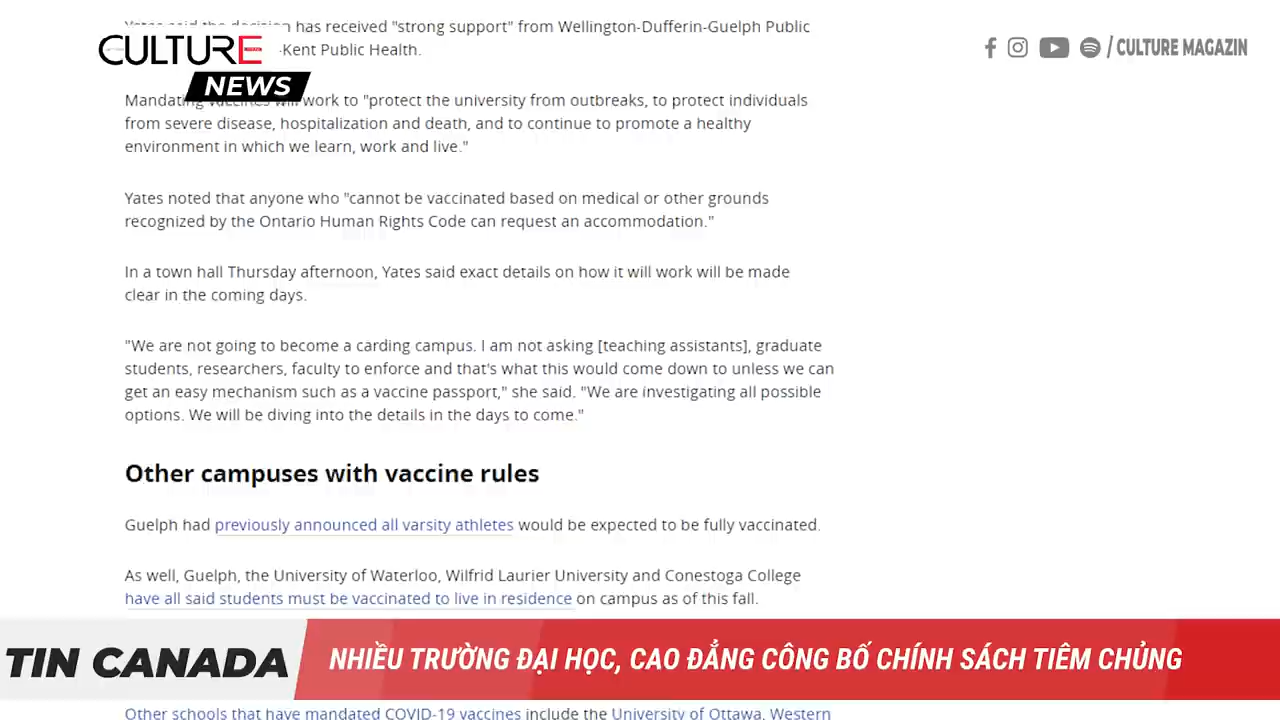 Yates said the decision has received "strong support" from Wellington-Dufferin-Guelph Public
CULTURE
-Kent Public Health.
NEWS
/ CULTURE MAGAZIN
Mandating vaccines will work to "protect the university from outbreaks, to protect individuals
from severe disease, hospitalization and death, and to continue to promote a healthy
environment in which we learn, work and live."
Yates noted that anyone who "cannot be vaccinated based on medical or other grounds
recognized by the Ontario Human Rights Code can request an accommodation."
In a town hall Thursday afternoon, Yates said exact details on how it will work will be made
clear in the coming days.
"We are not going to become a carding campus. I am not asking [teaching assistants], graduate
students, researchers, faculty to enforce and that's what this would come down to unless we can
get an easy mechanism such as a vaccine passport," she said. "We are investigating all possible
options. We will be diving into the details in the days to come."
Other campuses with vaccine rules
Guelph had previously announced all varsity athletes would be expected to be fully vaccinated.
As well, Guelph, the University of Waterloo, Wilfrid Laurier University and Conestoga College
have all said students must be vaccinated to live in residence on campus as of this fall.
TIN CANADA
NHIỀU TRƯỜNG ĐẠI HỌC, CAO ĐẲNG CÔNG BỐ CHÍNH SÁCH TIÊM CHỦNG
Other schools that have mandated COVID-19 vaccines include the University of Ottawa, Western